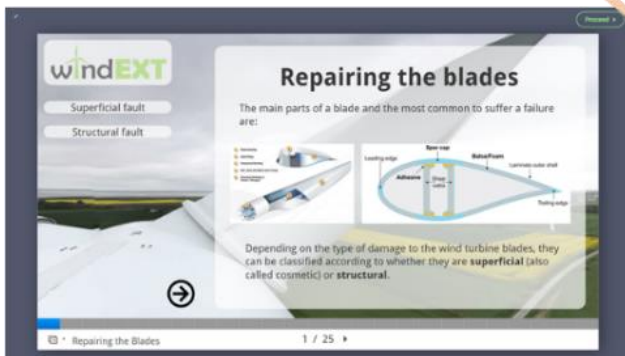 Proceed
windEXT
Superficial fault
Structural fault
Repairing the blades
The main parts of a blade and the most common to suffer a failure
are:
Spar cap
Leading edge
Balsa/Foam
Laminate outer shell
Adhesive
Shear
webs
Trailing edge
Depending on the type of damage to the wind turbine blades, they
can be classified according to whether they are superficial (also
called cosmetic) or structural.
Repairing the Blades
1 / 25